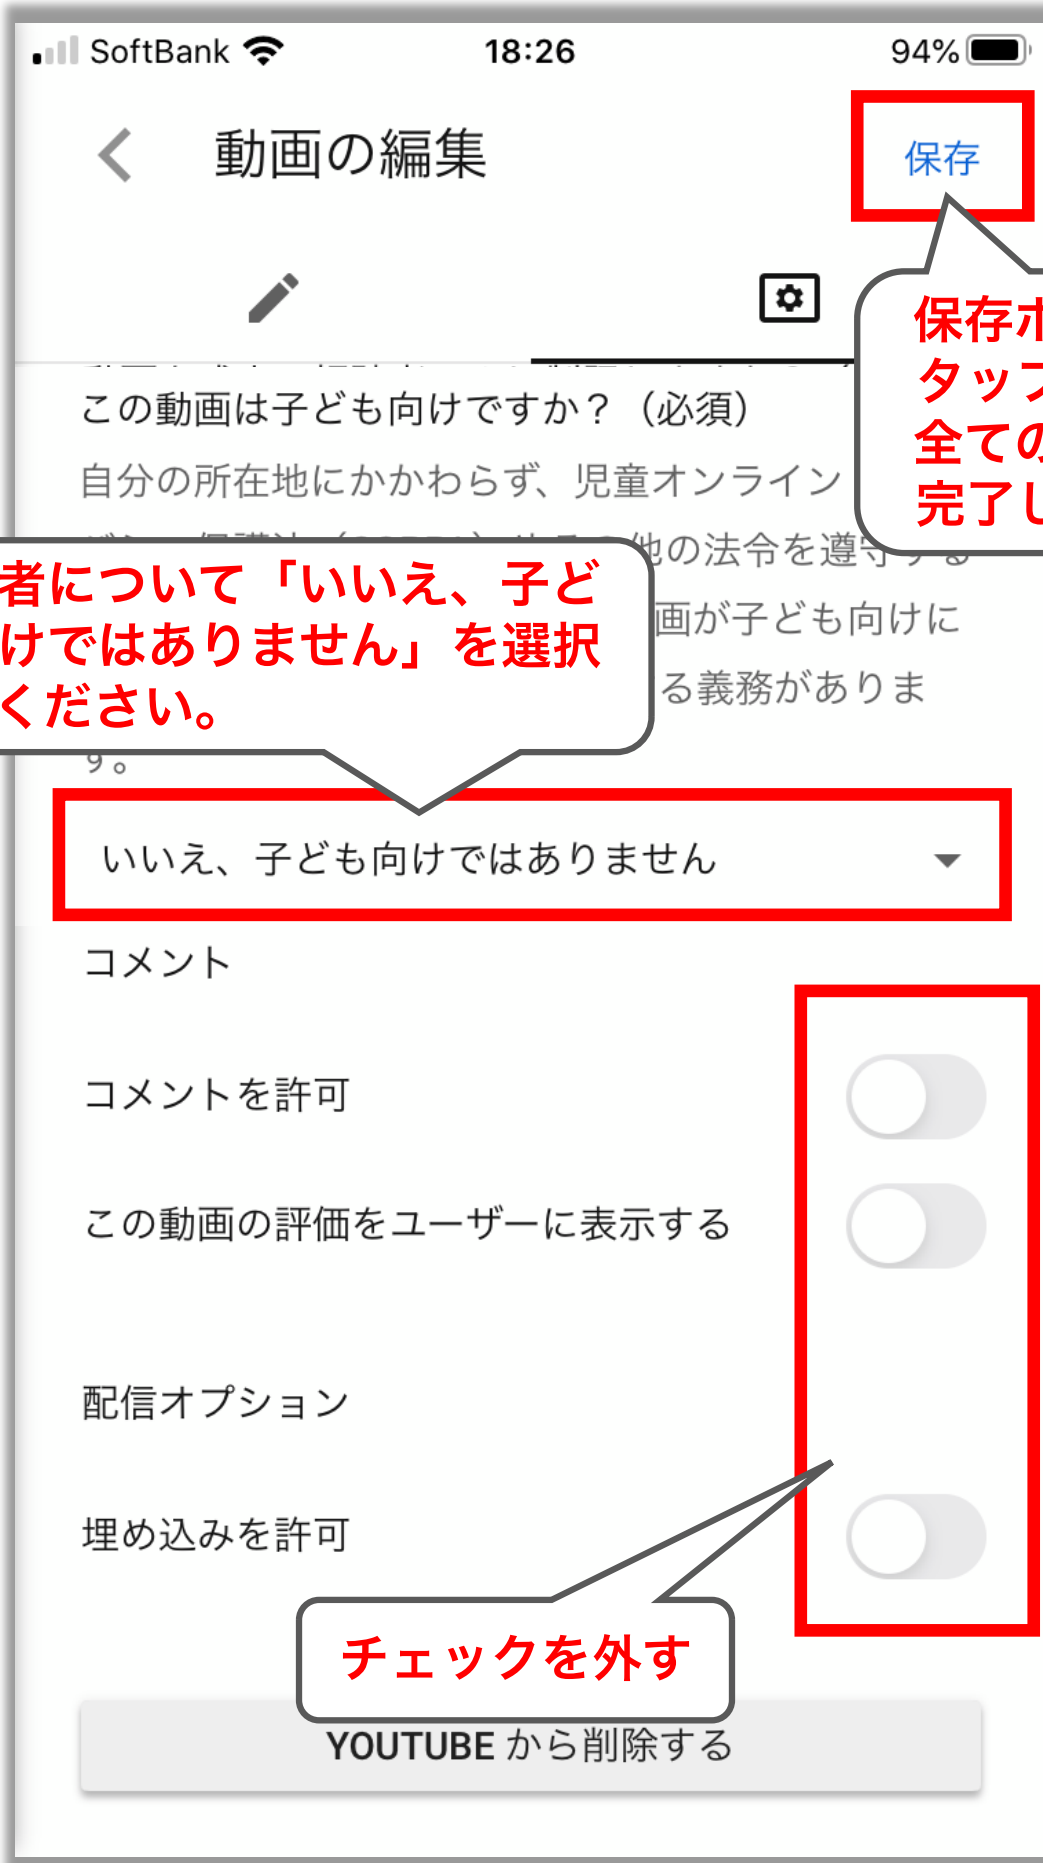 SoftBank 18:26 94%
動画の編集 保存
保存ボ
タップ
全ての
完了し
この動画は子ども向けですか？（必須）
自分の所在地にかかわらず、児童オンライン
他の法令を遵守する
画が子ども向けに
る義務がありま
す。
者について「いいえ、子ど
けではありません」を選択
ください。
いいえ、子ども向けではありません
コメント
コメントを許可
この動画の評価をユーザーに表示する
配信オプション
埋め込みを許可
チェックを外す
YOUTUBE から削除する